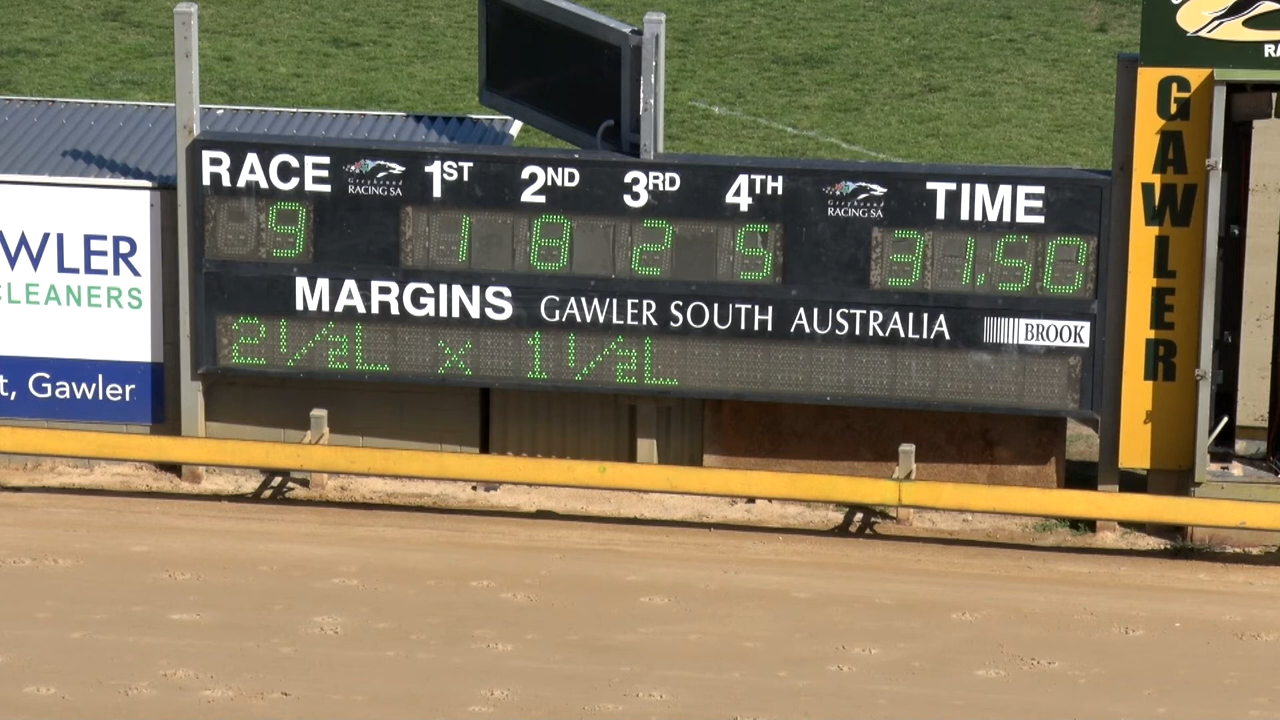 RACE Greyhound RACING SA 1ST 2ND 3RD 4TH Greyhound RACING SA TIME
9 1 8 2 5 31.50
MARGINS GAWLER SOUTH AUSTRALIA BROOK
2 1/2L x 1 1/2L
WLER
CLEANERS
t, Gawler
RA
GAWLER